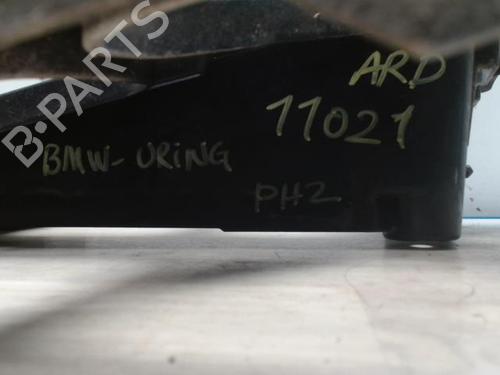 ARD
11021
BMW-URING
PH2
B-PARTS